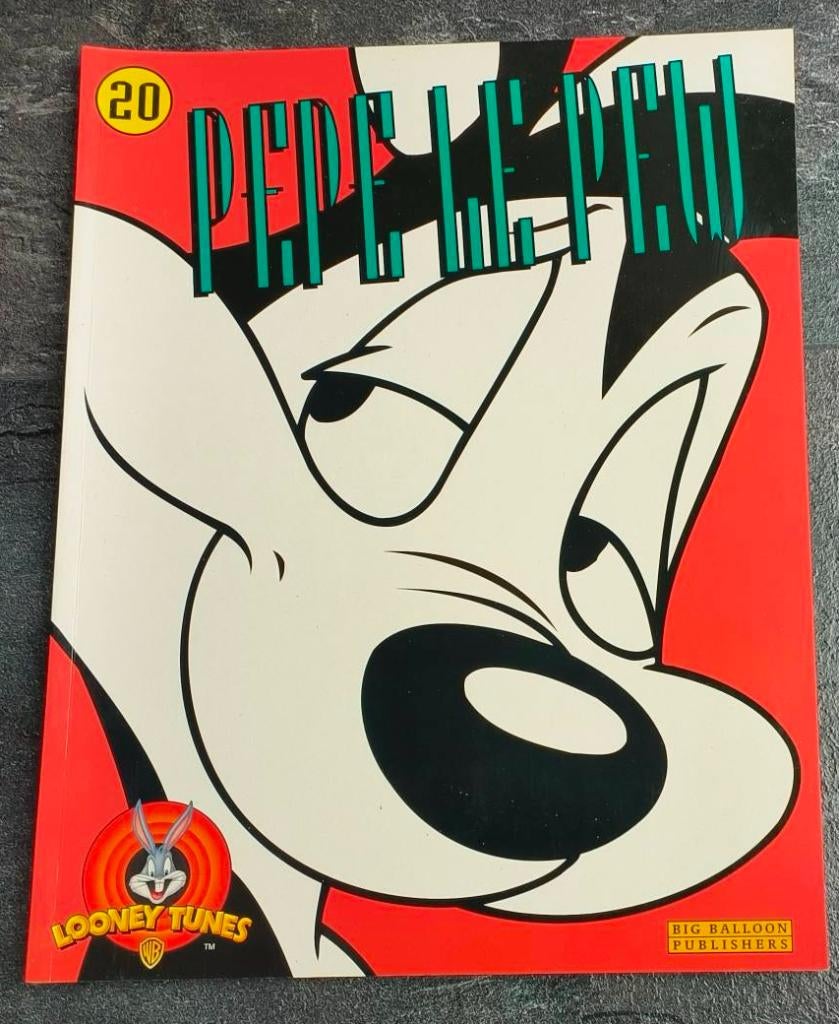 20
PEPE LE PEW
LOONEY TUNES
WB
TM
BIG BALLOON
PUBLISHERS